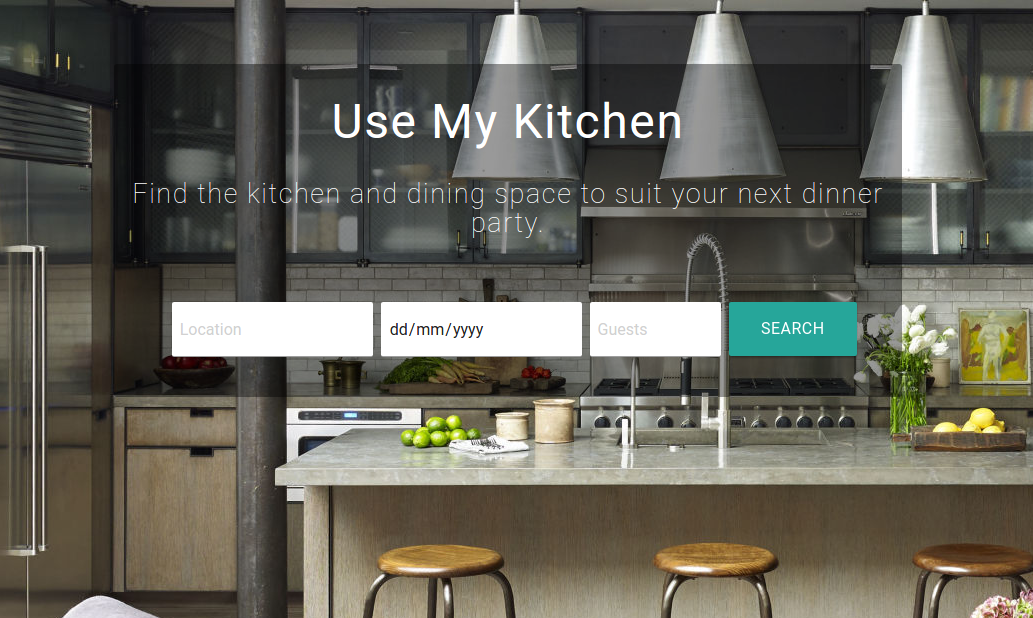 Use My Kitchen
Find the kitchen and dining space to suit your next dinner
party.
Location
dd/mm/yyyy
Guests
SEARCH